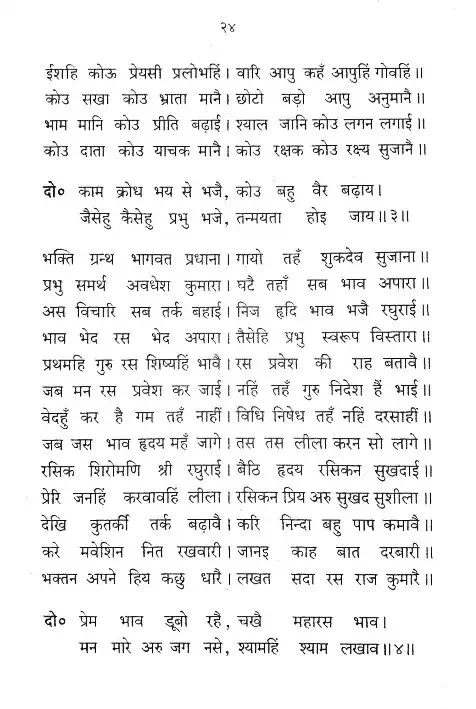 २४
ईशहि कोऊ प्रेयसी प्रलोभहिं। वारि आपु कहँ आपुहिं गोवहिं॥
कोउ सखा कोउ भ्राता मानै। छोटो बड़ो आपु अनुमानै॥
भाम मानि कोउ प्रीति बढ़ाई। श्याल जानि कोउ लगन लगाई॥
कोउ दाता कोउ याचक मानै। कोउ रक्षक कोउ रक्ष्य सुजानै॥
दो० काम क्रोध भय से भजै, कोउ बहु वैर बढ़ाय।
जैसेहु कैसेहु प्रभु भजे, तन्मयता होइ जाय॥३॥
भक्ति ग्रन्थ भागवत प्रधाना। गायो तहँ शुकदेव सुजाना॥
प्रभु समर्थ अवधेश कुमारा। घटै तहाँ सब भाव अपारा॥
अस विचारि सब तर्क बहाई। निज हृदि भाव भजै रघुराई॥
भाव भेद रस भेद अपारा। तैसेहि प्रभु स्वरूप विस्तारा॥
प्रथमहि गुरु रस शिष्यहिं भावै। रस प्रवेश की राह बतावै॥
जब मन रस प्रवेश कर जाई। नहिं तहँ गुरु निदेश हैं भाई॥
वेदहुँ कर है गम तहँ नाहीं। विधि निषेध तहँ नहिं दरसाहीं॥
जब जस भाव हृदय महँ जागे। तस तस लीला करन सो लागे॥
रसिक शिरोमणि श्री रघुराई। बैठि हृदय रसिकन सुखदाई॥
प्रेरि जनहिं करवावहिं लीला। रसिकन प्रिय अरु सुखद सुशीला॥
देखि कुतर्की तर्क बढ़ावै। करि निन्दा बहु पाप कमावै॥
करे मवेशिन नित रखवारी। जानइ काह बात दरबारी॥
भक्तन अपने हिय कछु धारै। लखत सदा रस राज कुमारै॥
दो० प्रेम भाव डूबो रहै, चखै महारस भाव।
मन मारे अरु जग नसे, श्यामहिं श्याम लखाव॥४॥